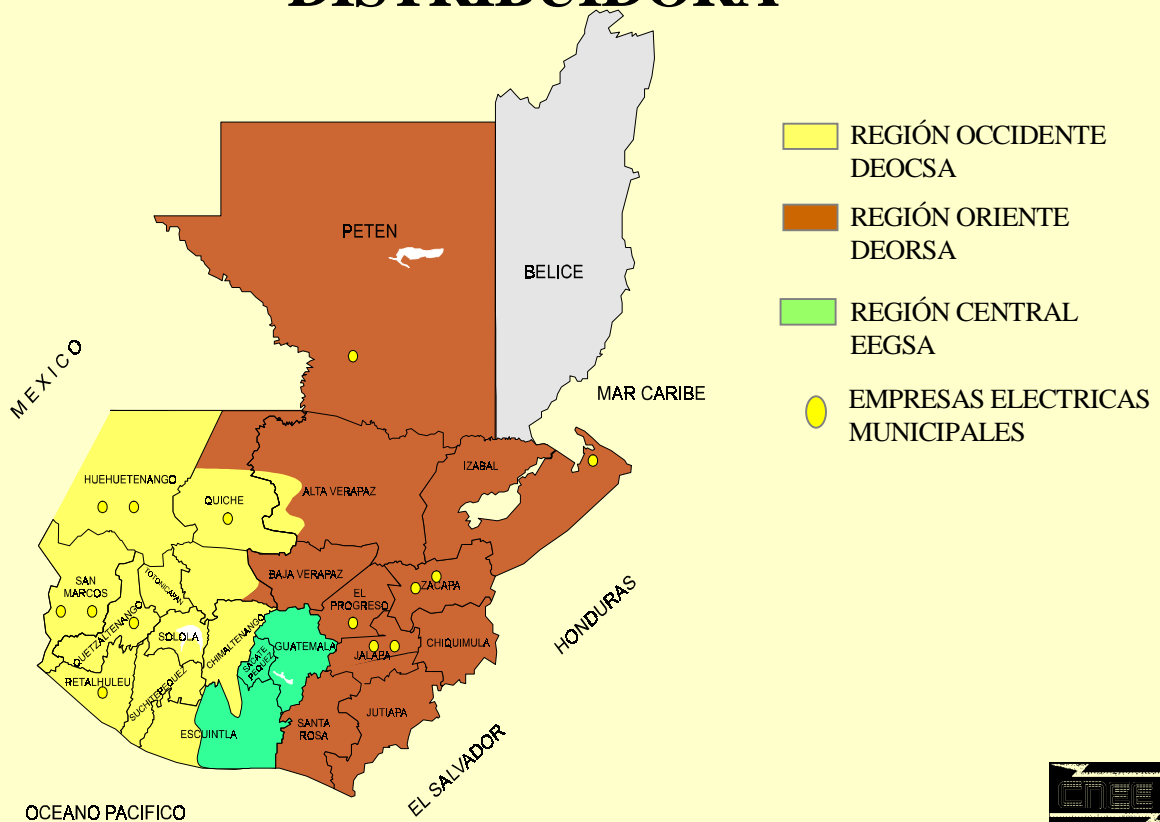 DISTRIBUIDORA
REGIÓN OCCIDENTE
DEOCSA
REGIÓN ORIENTE
DEORSA
REGIÓN CENTRAL
EEGSA
EMPRESAS ELECTRICAS
MUNICIPALES
PETEN
BELICE
MEXICO
MAR CARIBE
HUEHUETENANGO
QUICHE
ALTA VERAPAZ
IZABAL
SAN
MARCOS
TOTONICAPAN
BAJA VERAPAZ
EL
PROGRESO
ZACAPA
QUETZALTENANGO
SOLOLA
CHIMALTENANGO
GUATEMALA
SACATE
PEQUEZ
JALAPA
CHIQUIMULA
HONDURAS
RETALHULEU
SUCHITEPEQUEZ
ESCUINTLA
SANTA
ROSA
JUTIAPA
EL SALVADOR
OCEANO PACIFICO
CNEE